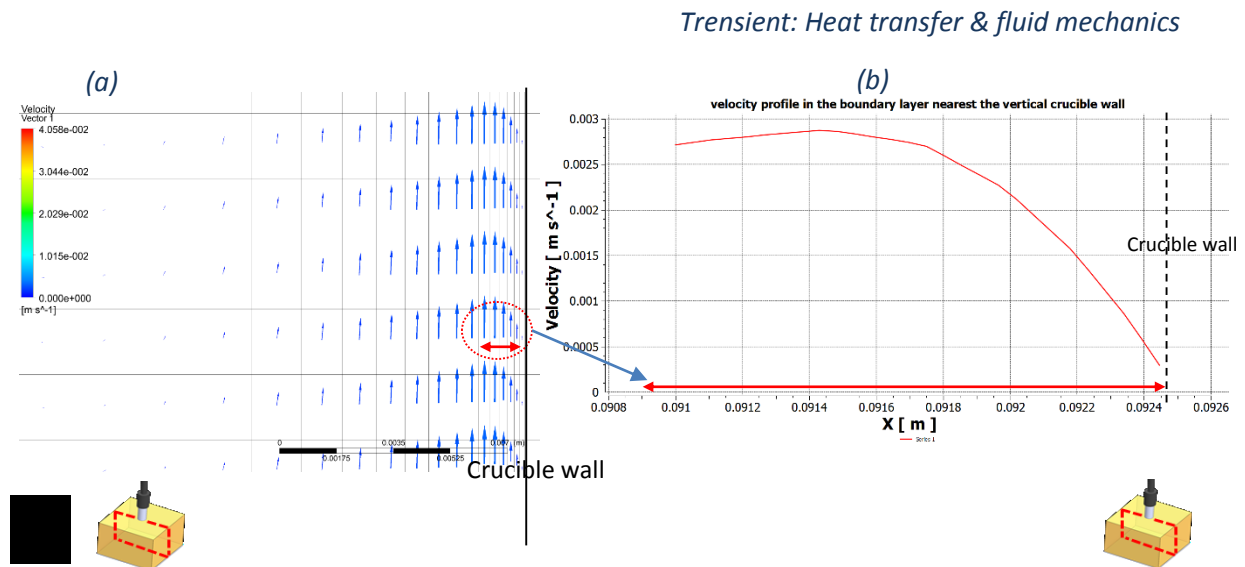 Trensient: Heat transfer & fluid mechanics
(a)
(b)
Velocity
Vector 1
4.058e-002
3.044e-002
2.029e-002
1.015e-002
0.000e+000
[m s^-1]
0
0.0035
0.007 (m)
0.00175
0.00525
Crucible wall
velocity profile in the boundary layer nearest the vertical crucible wall
Velocity [ m s^-1 ]
0.003
0.0025
0.002
0.0015
0.001
0.0005
0
Crucible wall
0.0908
0.091
0.0912
0.0914
0.0916
0.0918
0.092
0.0922
0.0924
0.0926
X [ m ]
Series 1